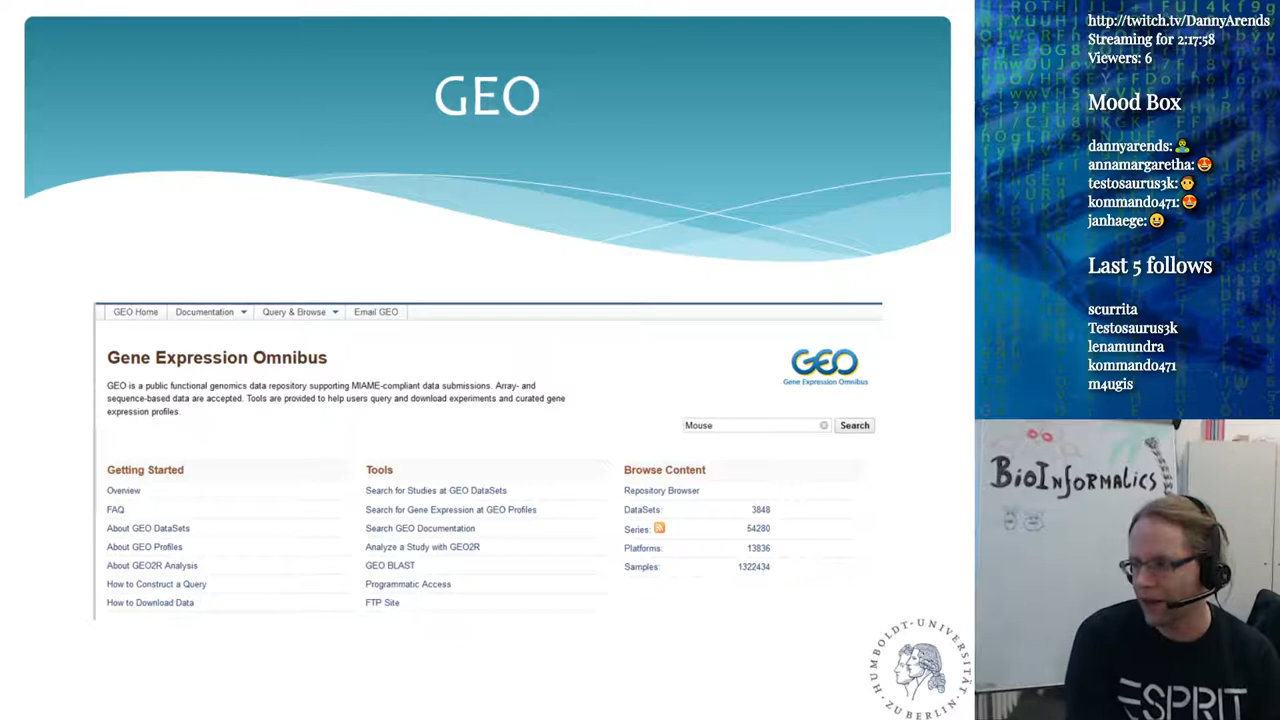 GEO
GEO Home
Documentation
Query & Browse
Email GEO
Gene Expression Omnibus
GEO is a public functional genomics data repository supporting MIAME-compliant data submissions. Array- and
sequence-based data are accepted. Tools are provided to help users query and download experiments and curated gene
expression profiles.
GEO
Gene Expression Omnibus
Mouse
Search
Getting Started
Overview
FAQ
About GEO DataSets
About GEO Profiles
About GEO2R Analysis
How to Construct a Query
How to Download Data
Tools
Search for Studies at GEO DataSets
Search for Gene Expression at GEO Profiles
Search GEO Documentation
Analyze a Study with GEO2R
GEO BLAST
Programmatic Access
FTP Site
Browse Content
Repository Browser
DataSets: 3848
Series: 54280
Platforms: 13836
Samples: 1322434
HUMBOLDT-UNIVERSITÄT
ZU BERLIN
http://twitch.tv/DannyArends
Streaming for 2:17:58
Viewers: 6
Mood Box
dannyarends:
annamargaretha:
testosaurus3k:
kommando471:
janhaege:
Last 5 follows
scurrita
Testosaurus3k
lenamundra
kommando471
m4ugis
BioInformatics
ESPRIT